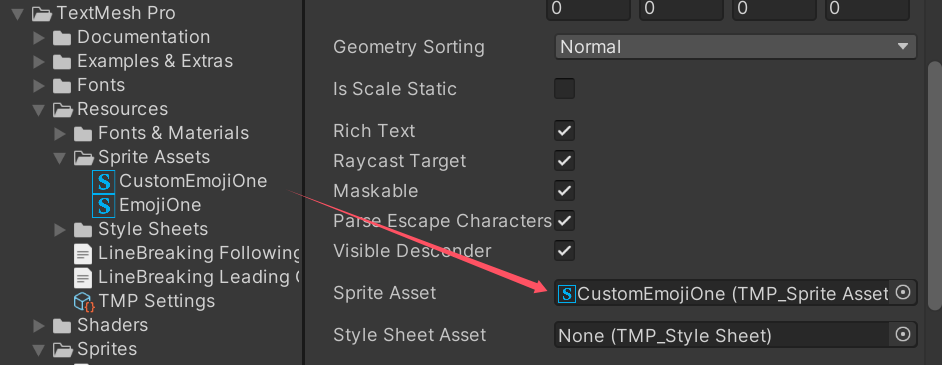 TextMesh Pro
Documentation
Examples & Extras
Fonts
Resources
Fonts & Materials
Sprite Assets
CustomEmojiOne
EmojiOne
Style Sheets
LineBreaking Following
LineBreaking Leading
TMP Settings
Shaders
Sprites
0 0 0 0
Geometry Sorting Normal
Is Scale Static
Rich Text
Raycast Target
Maskable
Parse Escape Characters
Visible Descender
Sprite Asset S CustomEmojiOne (TMP_Sprite Asset
Style Sheet Asset None (TMP_Style Sheet)